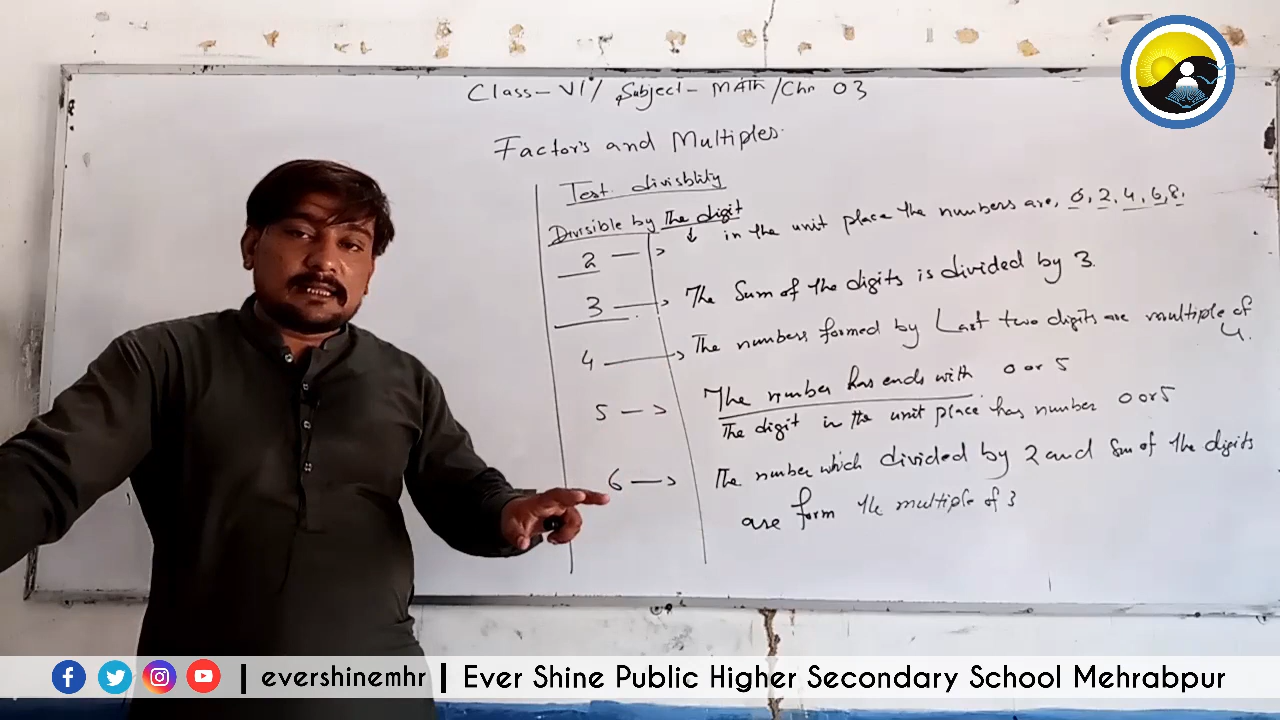 Class - VI / Subject - MATH / Chr 03
Factor's and Multiples.
Test divisblity
Divisible by The digit in the unit place the numbers are, 0, 2, 4, 6, 8.
2
3 The Sum of the digits is divided by 3.
4 The numbers formed by Last two digits are multiple of 4.
5 The number has ends with 0 or 5
The digit in the unit place has number 0 or 5
6 The number which divided by 2 and Sum of the digits
are form the multiple of 3
| evershinemhr | Ever Shine Public Higher Secondary School Mehrabpur